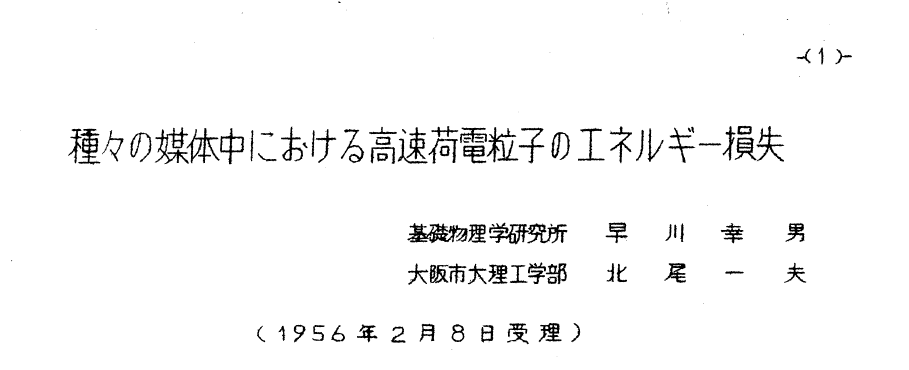 -(1)-
種々の媒体中における高速荷電粒子のエネルギー損失
基礎物理学研究所 早川幸男
大阪市大理工学部 北尾一夫
(1956年2月8日受理)